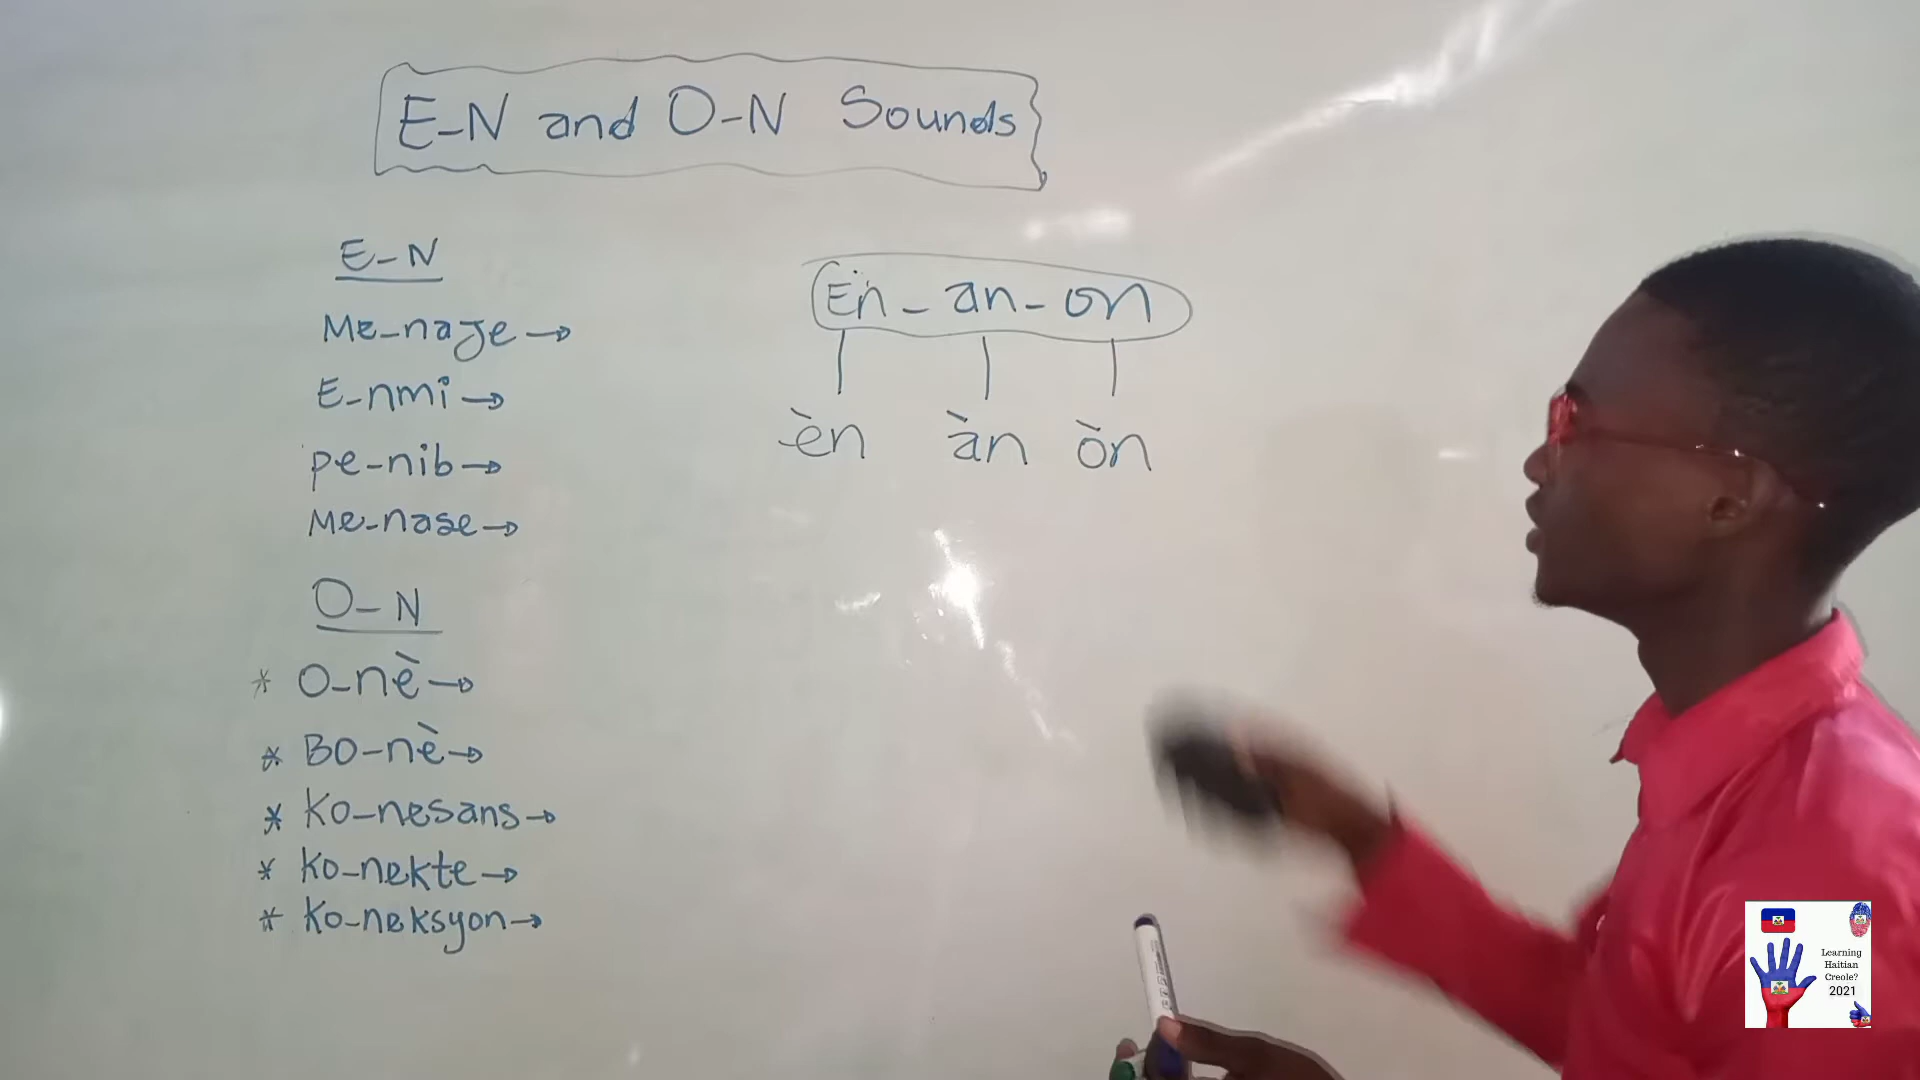 E-N and O-N Sounds
E-N
Me-naje →
E-nmi →
pe-nib →
Me-nase →
O-N
* O-nè →
* Bo-nè →
* Ko-nesans →
* Ko-nekte →
* Ko-neksyon →
En - an - on
èn àn òn
Learning
Haitian
Creole?
2021